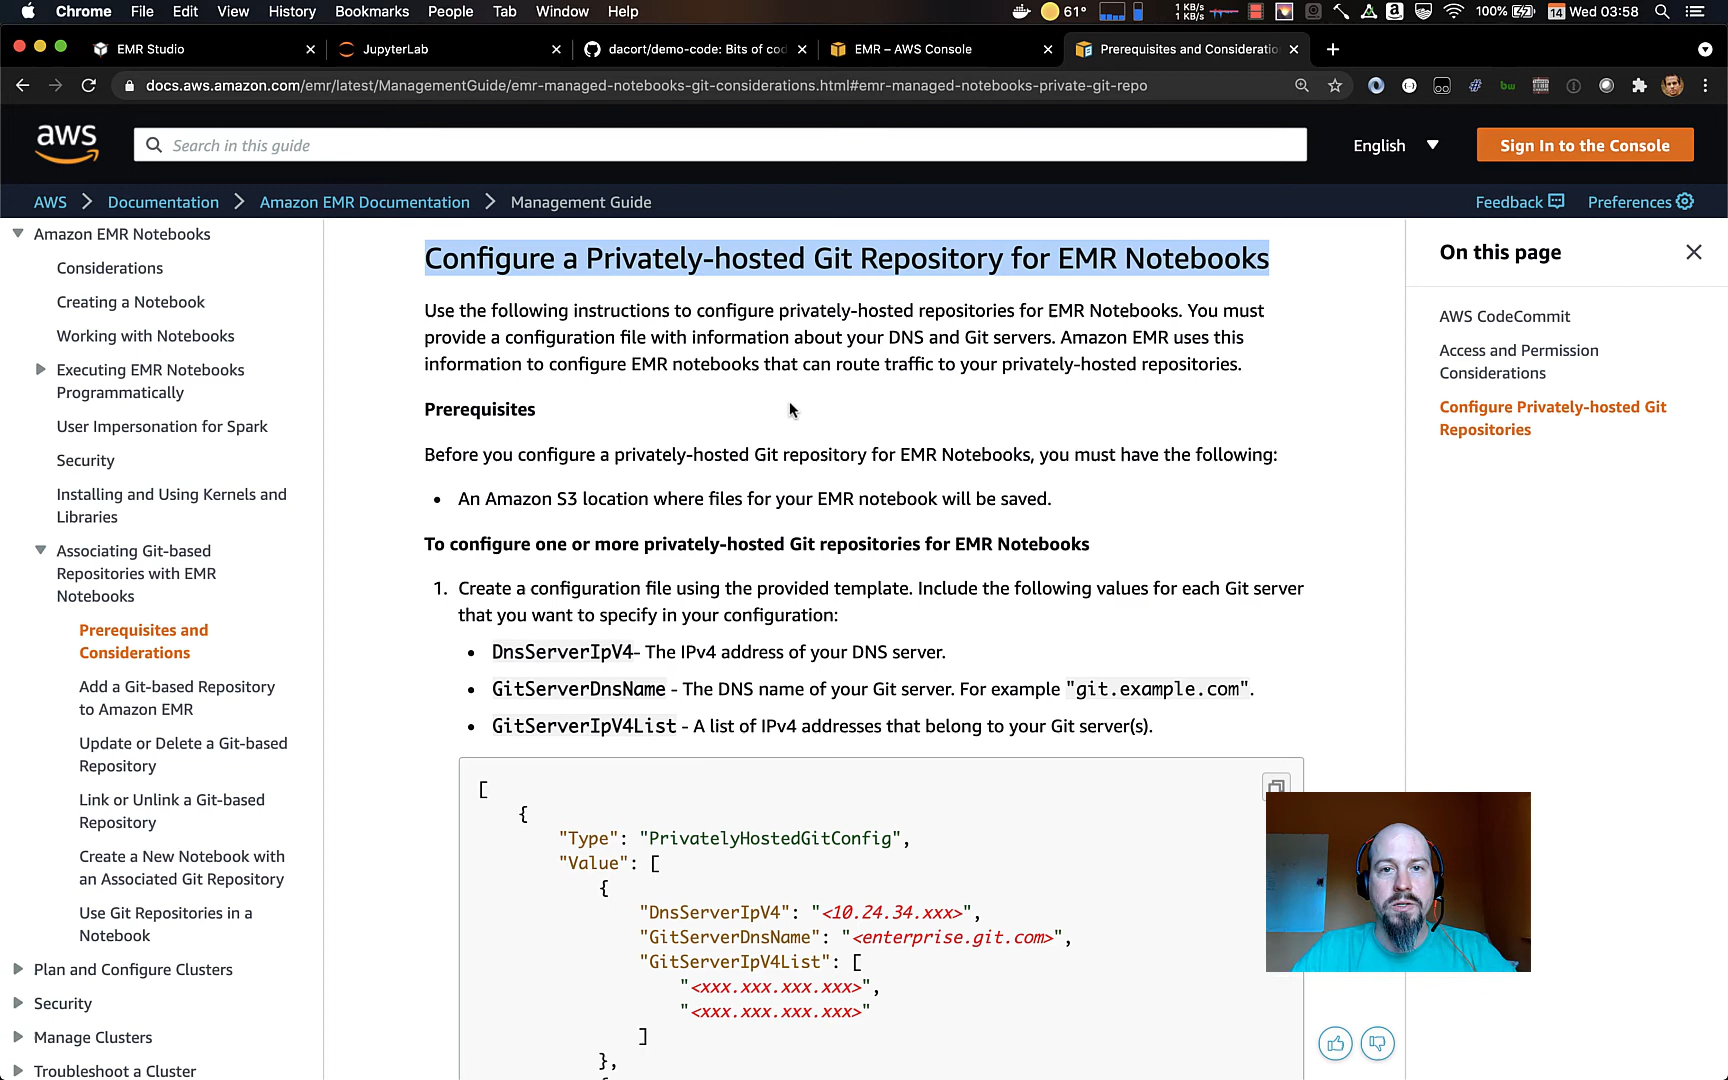 Chrome File Edit View History Bookmarks People Tab Window Help
61°
1 KB/s
1 KB/s
100%
14
Wed 03:58
EMR Studio
JupyterLab
dacort/demo-code: Bits of cod
EMR – AWS Console
Prerequisites and Consideratio
docs.aws.amazon.com/emr/latest/ManagementGuide/emr-managed-notebooks-git-considerations.html#emr-managed-notebooks-private-git-repo
bw
aws
Search in this guide
English
Sign In to the Console
AWS
Documentation
Amazon EMR Documentation
Management Guide
Feedback
Preferences
Amazon EMR Notebooks
Considerations
Creating a Notebook
Working with Notebooks
Executing EMR Notebooks
Programmatically
User Impersonation for Spark
Security
Installing and Using Kernels and
Libraries
Associating Git-based
Repositories with EMR
Notebooks
Prerequisites and
Considerations
Add a Git-based Repository
to Amazon EMR
Update or Delete a Git-based
Repository
Link or Unlink a Git-based
Repository
Create a New Notebook with
an Associated Git Repository
Use Git Repositories in a
Notebook
Plan and Configure Clusters
Security
Manage Clusters
Troubleshoot a Cluster
Configure a Privately-hosted Git Repository for EMR Notebooks
Use the following instructions to configure privately-hosted repositories for EMR Notebooks. You must
provide a configuration file with information about your DNS and Git servers. Amazon EMR uses this
information to configure EMR notebooks that can route traffic to your privately-hosted repositories.
Prerequisites
Before you configure a privately-hosted Git repository for EMR Notebooks, you must have the following:
• An Amazon S3 location where files for your EMR notebook will be saved.
To configure one or more privately-hosted Git repositories for EMR Notebooks
1. Create a configuration file using the provided template. Include the following values for each Git server
that you want to specify in your configuration:
• DnsServerIpV4- The IPv4 address of your DNS server.
• GitServerDnsName - The DNS name of your Git server. For example "git.example.com".
• GitServerIpV4List - A list of IPv4 addresses that belong to your Git server(s).
[
{
"Type": "PrivatelyHostedGitConfig",
"Value": [
{
"DnsServerIpV4": "<10.24.34.xxx>",
"GitServerDnsName": "<enterprise.git.com>",
"GitServerIpV4List": [
"<xxx.xxx.xxx.xxx>",
"<xxx.xxx.xxx.xxx>"
]
},
On this page
AWS CodeCommit
Access and Permission
Considerations
Configure Privately-hosted Git
Repositories